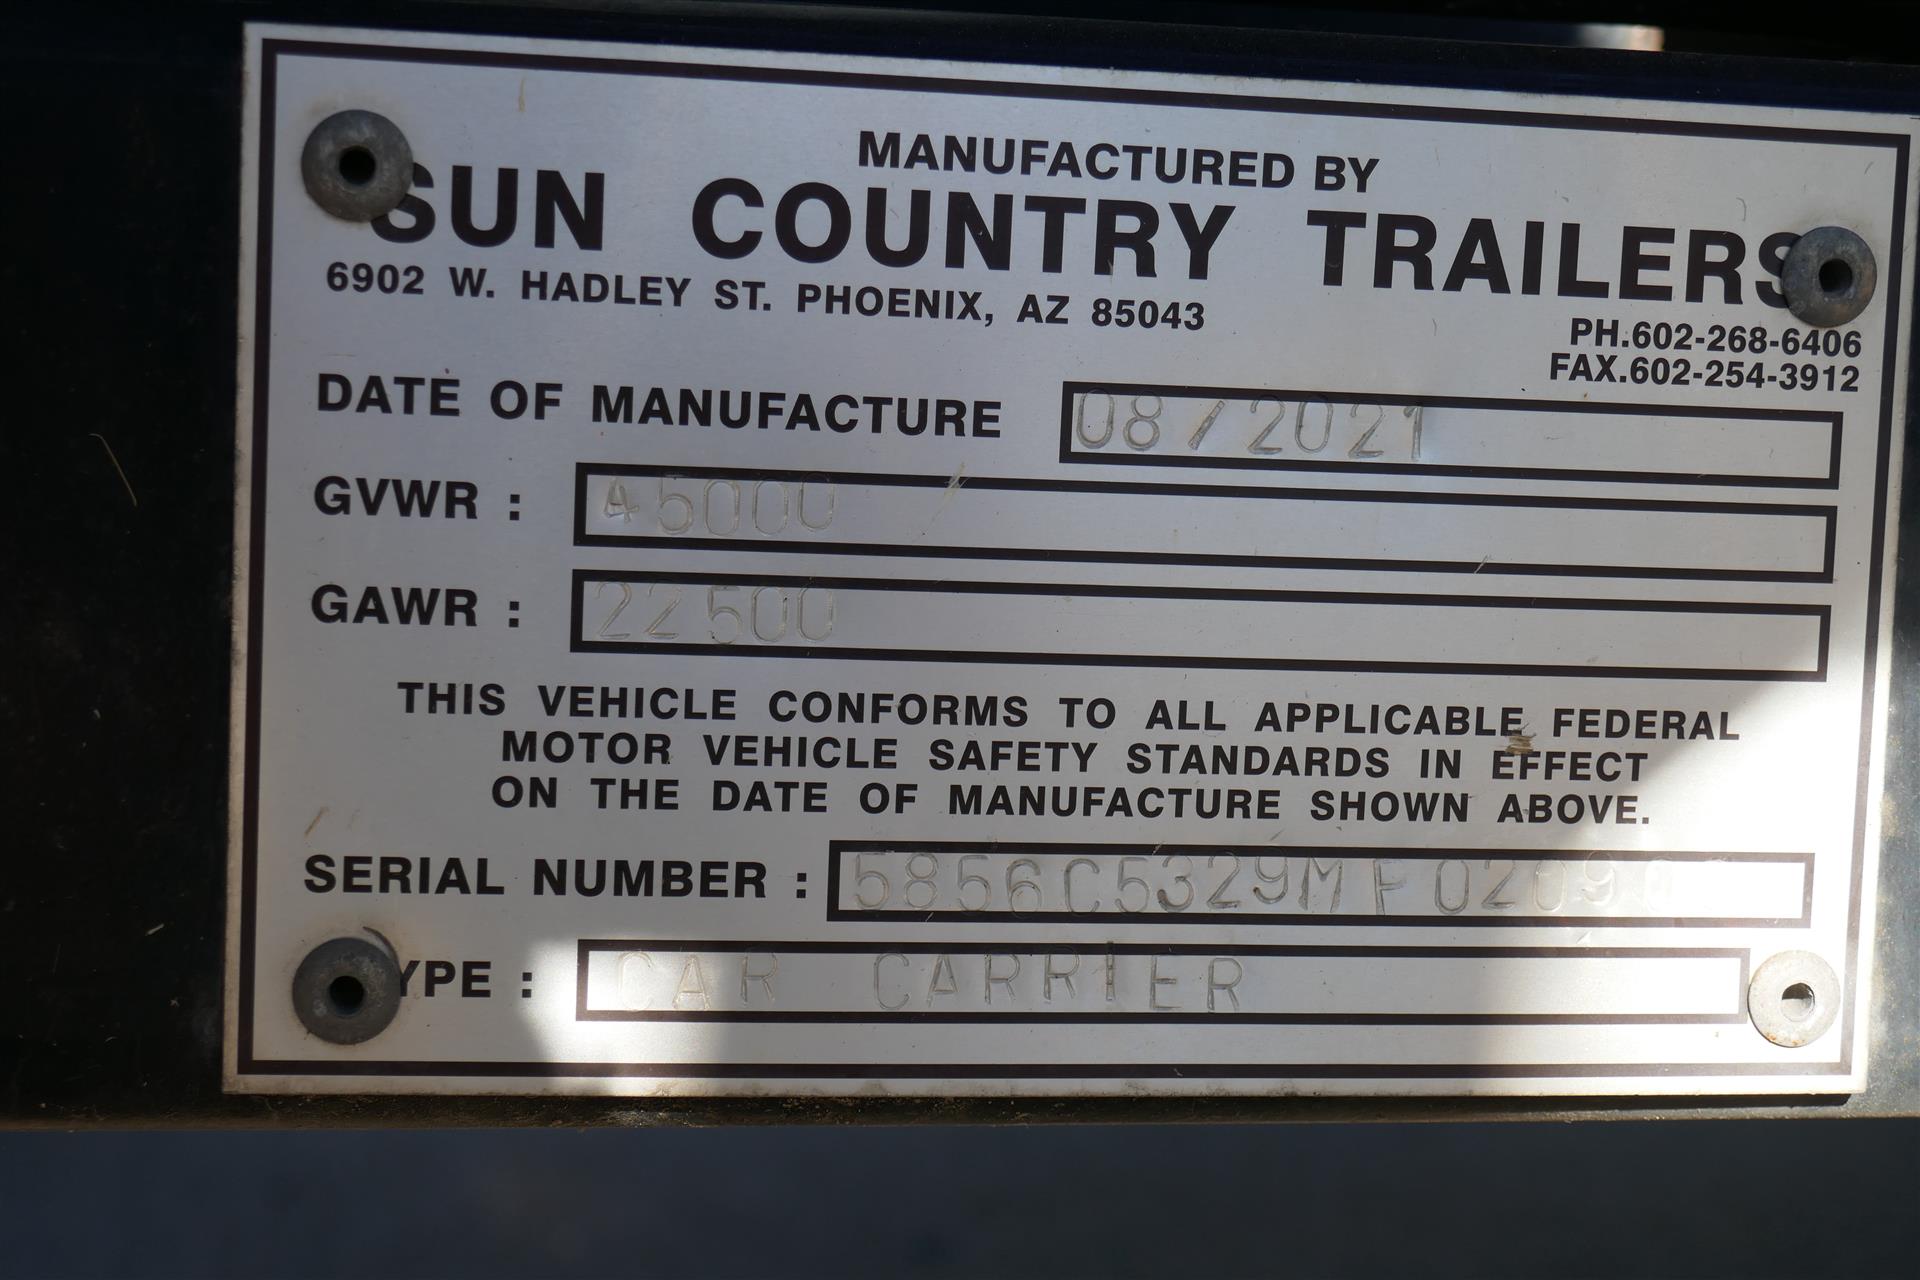 MANUFACTURED BY
SUN COUNTRY TRAILERS
6902 W. HADLEY ST. PHOENIX, AZ 85043
PH.602-268-6406
FAX.602-254-3912
DATE OF MANUFACTURE 08/2021
GVWR : 45000
GAWR : 22500
THIS VEHICLE CONFORMS TO ALL APPLICABLE FEDERAL
MOTOR VEHICLE SAFETY STANDARDS IN EFFECT
ON THE DATE OF MANUFACTURE SHOWN ABOVE.
SERIAL NUMBER :
TYPE : CAR CARRIER